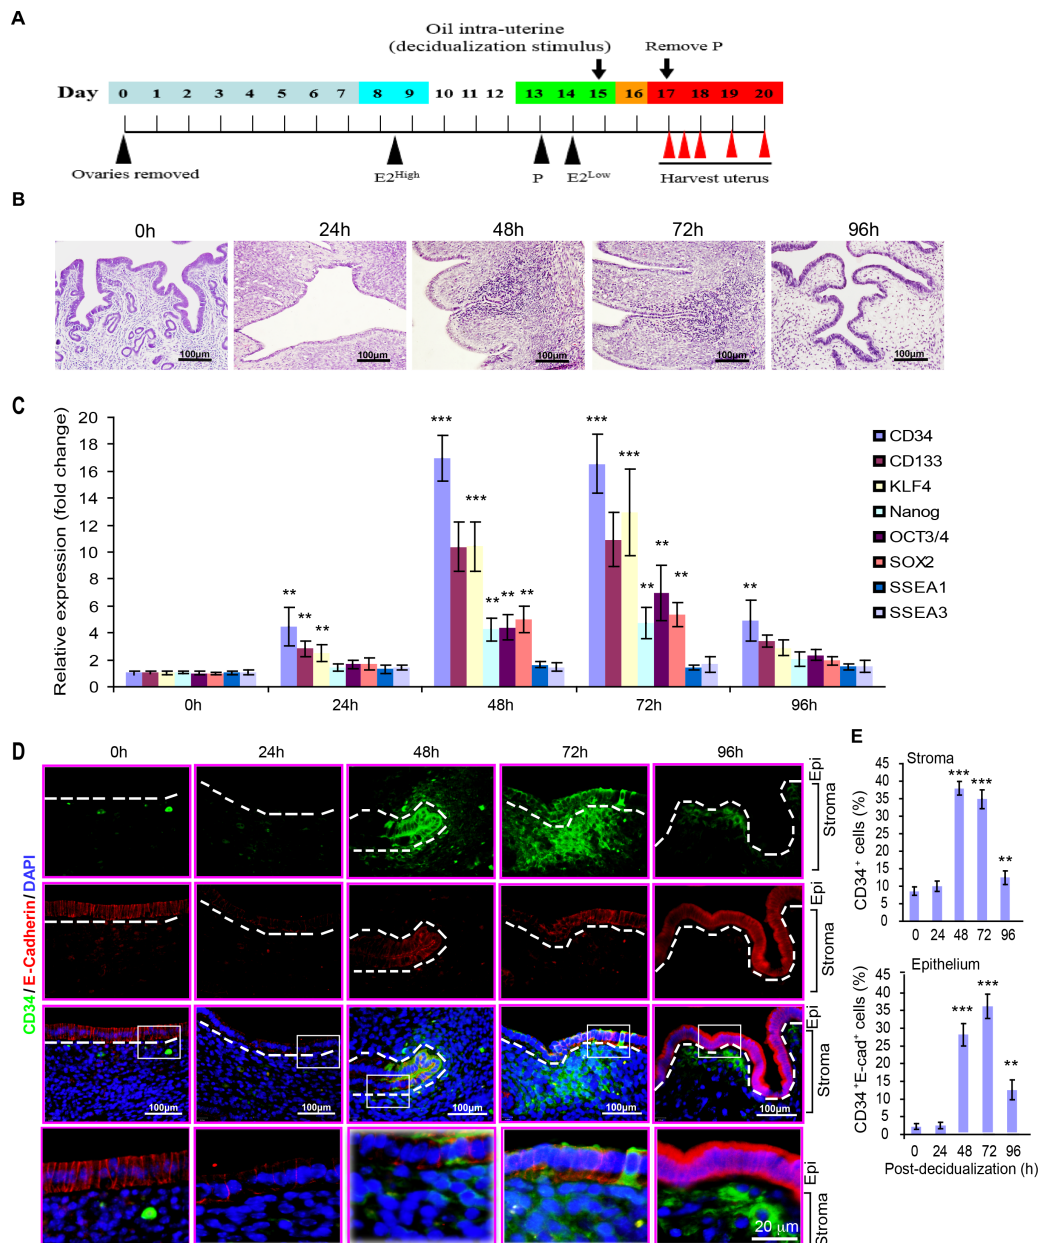 A
Oil intra-uterine
(decidualization stimulus)
Remove P
Day 0 1 2 3 4 5 6 7 8 9 10 11 12 13 14 15 16 17 18 19 20
Ovaries removed
E2High
P
E2Low
Harvest uterus
B
0h 24h 48h 72h 96h
100μm 100μm 100μm 100μm 100μm
C
Relative expression (fold change)
20
18
16
14
12
10
8
6
4
2
0
** ** **
*** *** ** ** **
*** *** ** ** **
**
0h 24h 48h 72h 96h
CD34
CD133
KLF4
Nanog
OCT3/4
SOX2
SSEA1
SSEA3
D
0h 24h 48h 72h 96h
CD34/E-Cadherin/DAPI
Epi
Stroma
Epi
Stroma
Epi
Stroma
100μm 100μm 100μm 100μm 100μm
Epi
Stroma
20 μm
E
Stroma
CD34+ cells (%)
45
40
35
30
25
20
15
10
5
0
*** *** **
0 24 48 72 96
Epithelium
CD34+E-cad+ cells (%)
45
40
35
30
25
20
15
10
5
0
*** *** **
0 24 48 72 96
Post-decidualization (h)